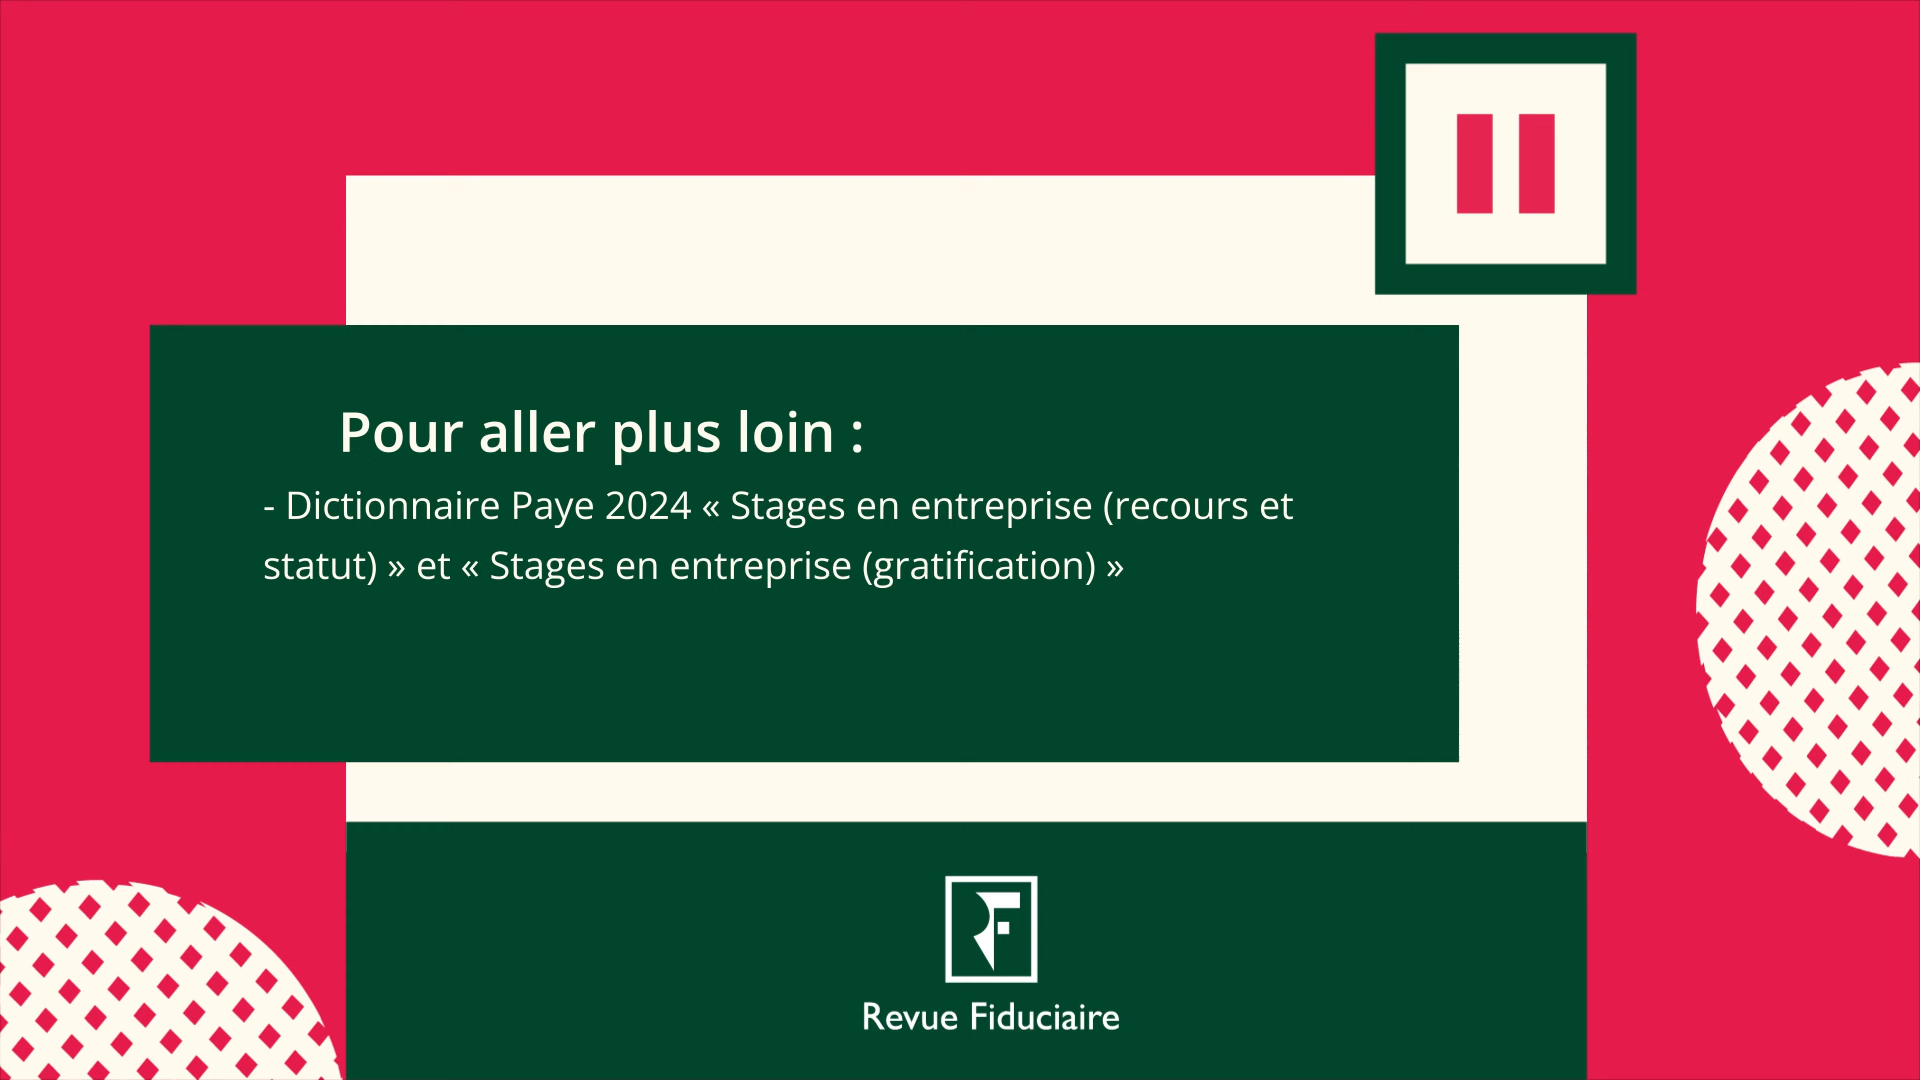 Pour aller plus loin :
- Dictionnaire Paye 2024 « Stages en entreprise (recours et
statut) » et « Stages en entreprise (gratification) »
RF
Revue Fiduciaire